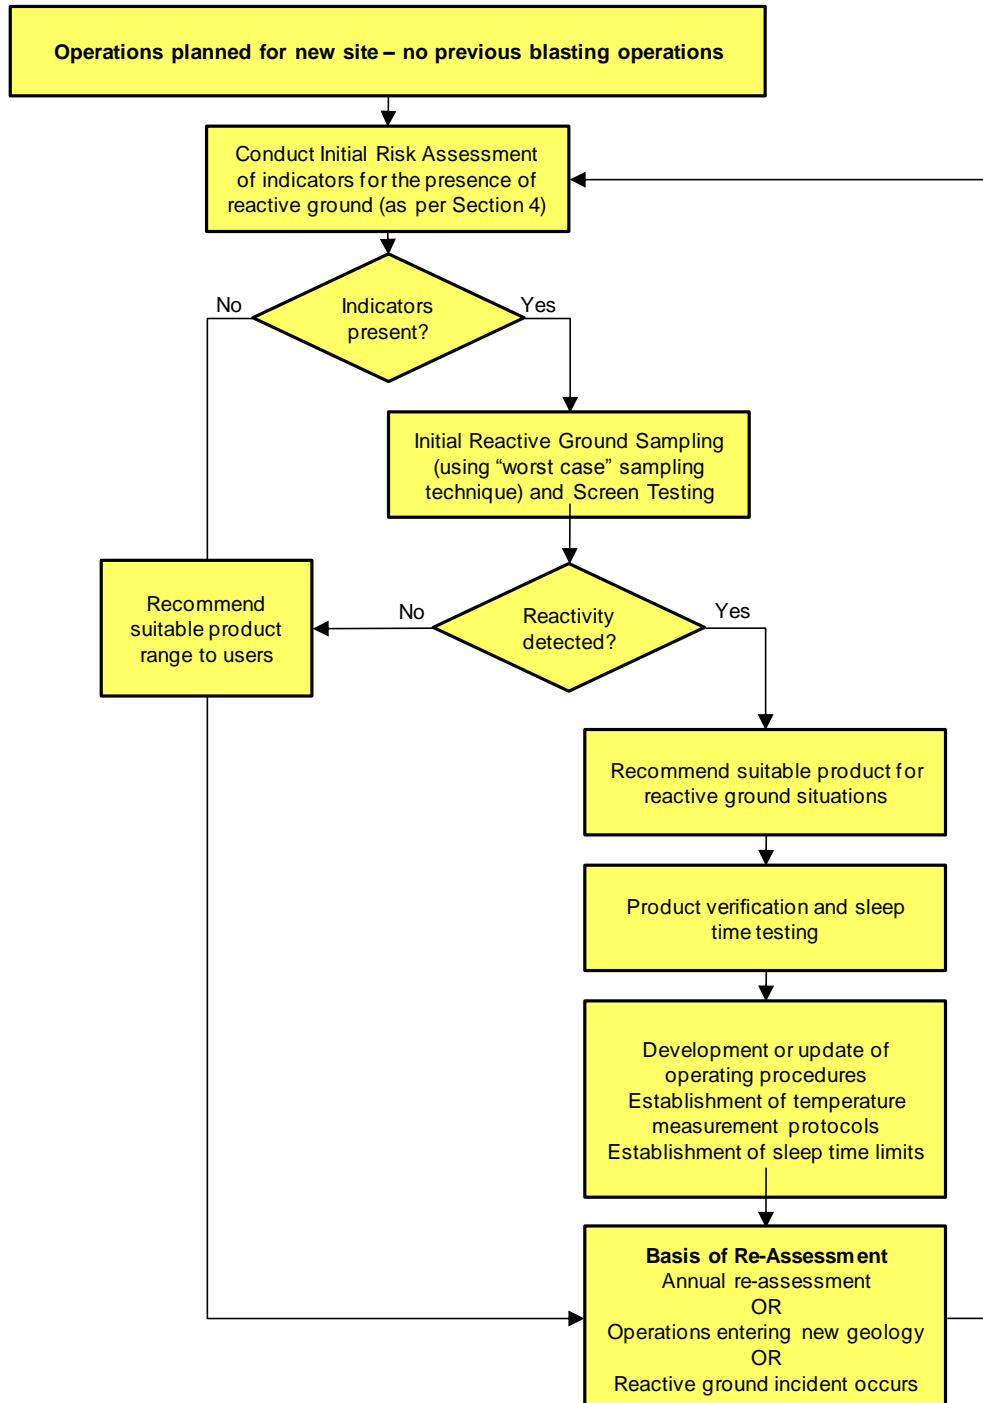 Operations planned for new site – no previous blasting operations
Conduct Initial Risk Assessment
of indicators for the presence of
reactive ground (as per Section 4)
No
Indicators
present?
Yes
Initial Reactive Ground Sampling
(using “worst case” sampling
technique) and Screen Testing
Recommend
suitable product
range to users
No
Reactivity
detected?
Yes
Recommend suitable product for
reactive ground situations
Product verification and sleep
time testing
Development or update of
operating procedures
Establishment of temperature
measurement protocols
Establishment of sleep time limits
Basis of Re-Assessment
Annual re-assessment
OR
Operations entering new geology
OR
Reactive ground incident occurs